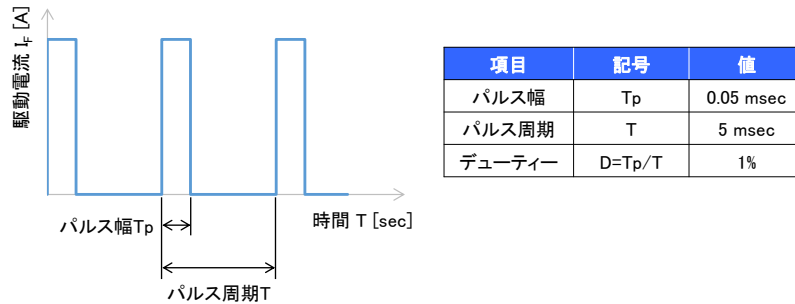 駆動電流 IF [A]
項目 記号 値
パルス幅 Tp 0.05 msec
パルス周期 T 5 msec
デューティー D=Tp/T 1%
パルス幅Tp
時間 T [sec]
パルス周期T